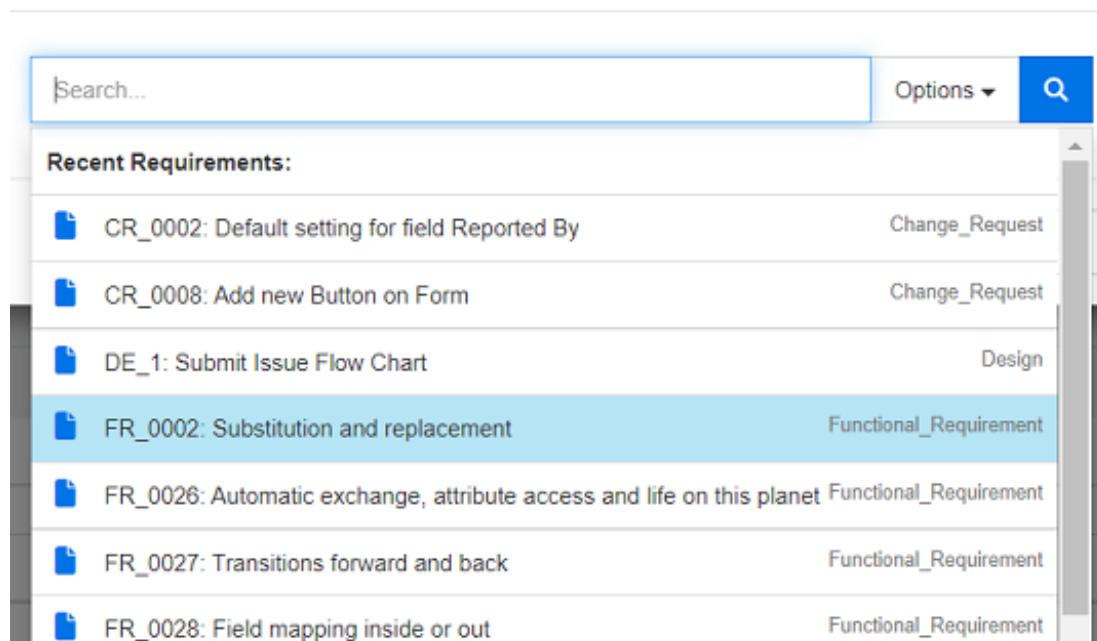 Search...
Options
Recent Requirements:
CR_0002: Default setting for field Reported By Change_Request
CR_0008: Add new Button on Form Change_Request
DE_1: Submit Issue Flow Chart Design
FR_0002: Substitution and replacement Functional_Requirement
FR_0026: Automatic exchange, attribute access and life on this planet Functional_Requirement
FR_0027: Transitions forward and back Functional_Requirement
FR_0028: Field mapping inside or out Functional_Requirement